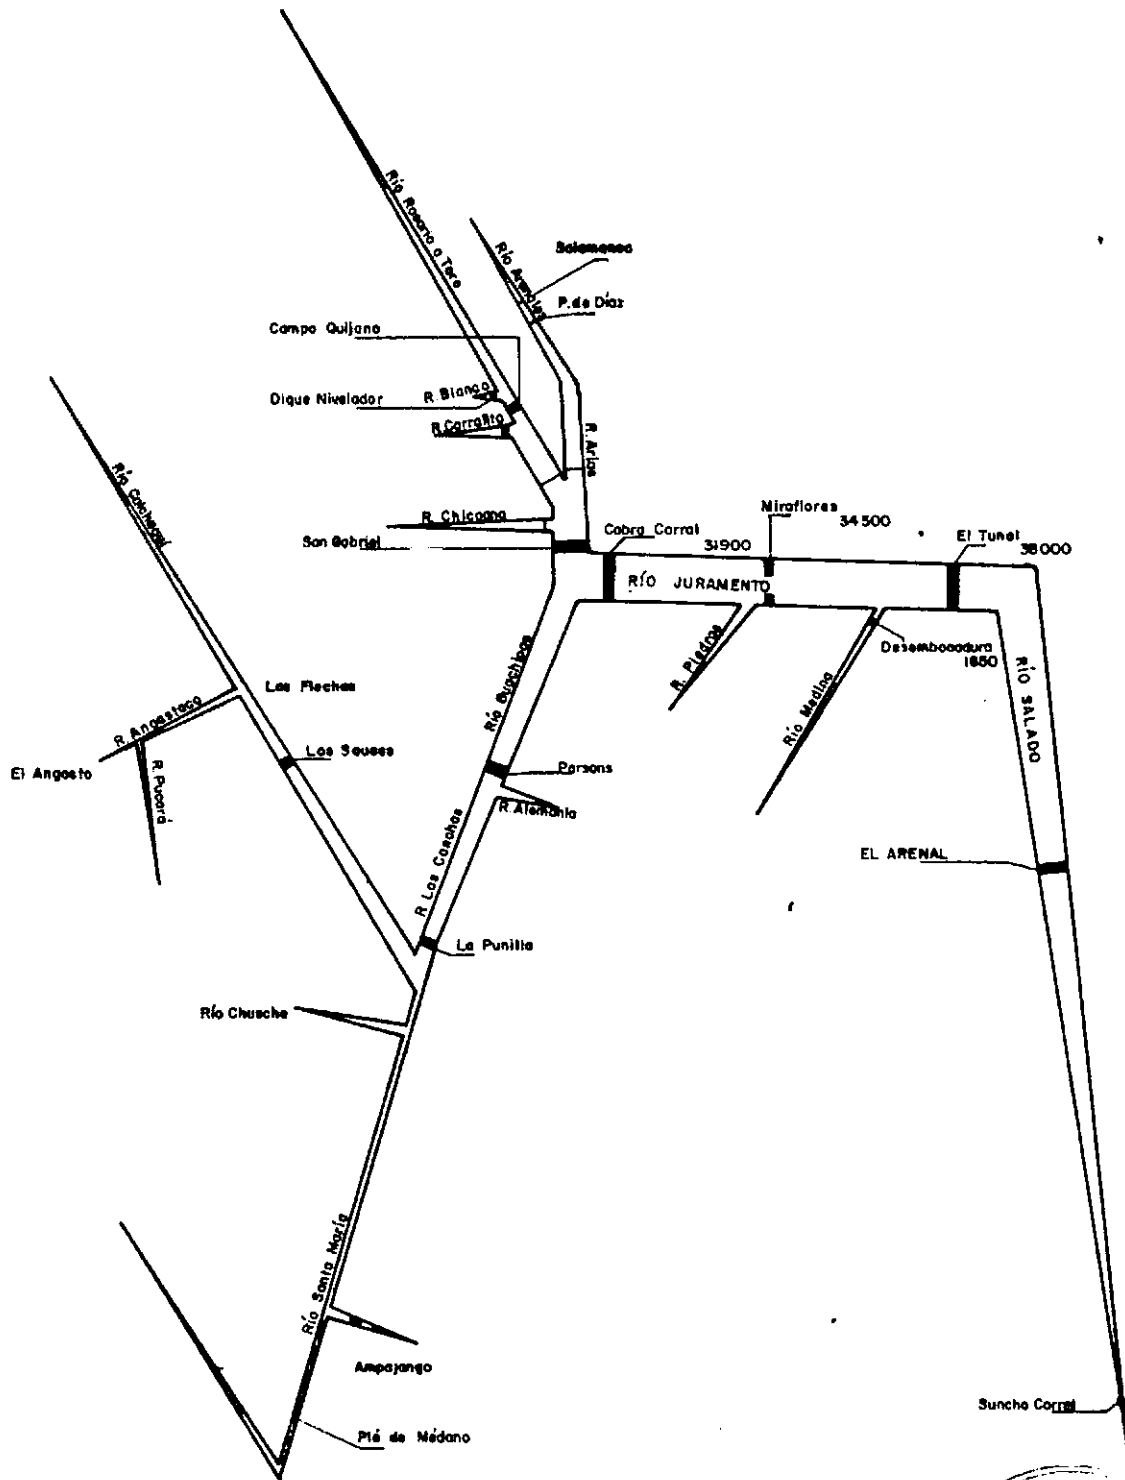 Río Rosario o Toro
Río Arenales
Salamanca
P. de Díaz
Campo Quijano
R. Blanco
Dique Nivelador
R. Corralito
R. Arias
Río Calchaquí
R. Chicoana
San Gabriel
Cabra Corral
31900
Miraflores
34500
El Tunal
38000
RÍO JURAMENTO
R. Piedras
Desembocadura
1850
Río Medina
RÍO SALADO
Río Guachipas
Las Flechas
R. Angastaco
El Angosto
R. Pucará
Los Sauces
Parsons
R. Alemania
R. Las Conchas
EL ARENAL
La Punilla
Río Chusche
Río Santa María
Ampajango
Suncho Corral
Pié de Médano